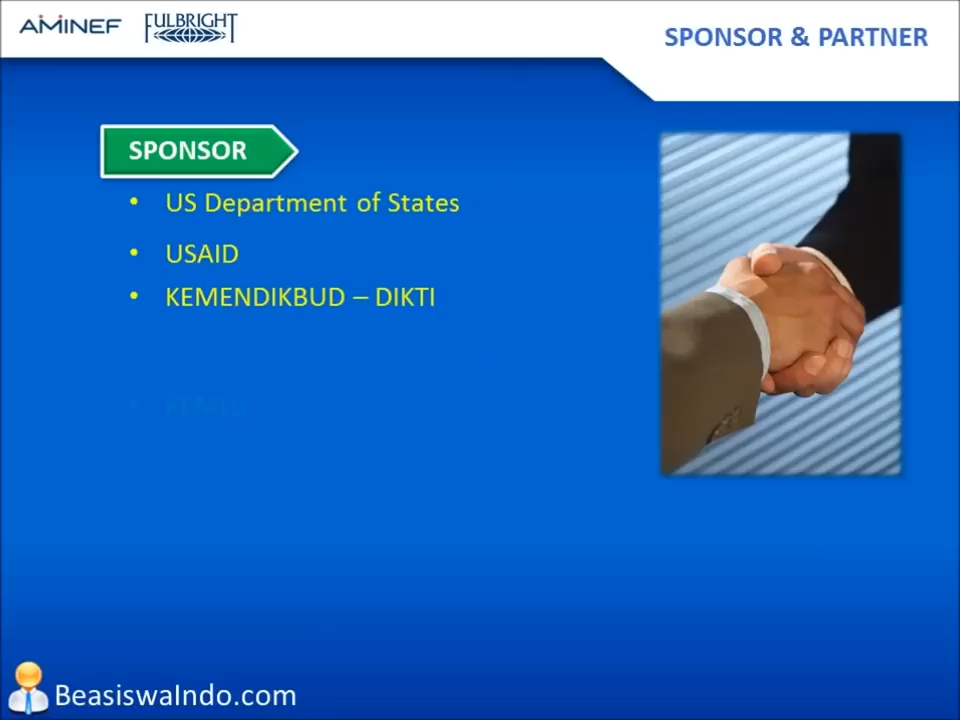 AMINEF
FULBRIGHT
SPONSOR & PARTNER
SPONSOR
• US Department of States
• USAID
• KEMENDIKBUD – DIKTI
BeasiswaIndo.com